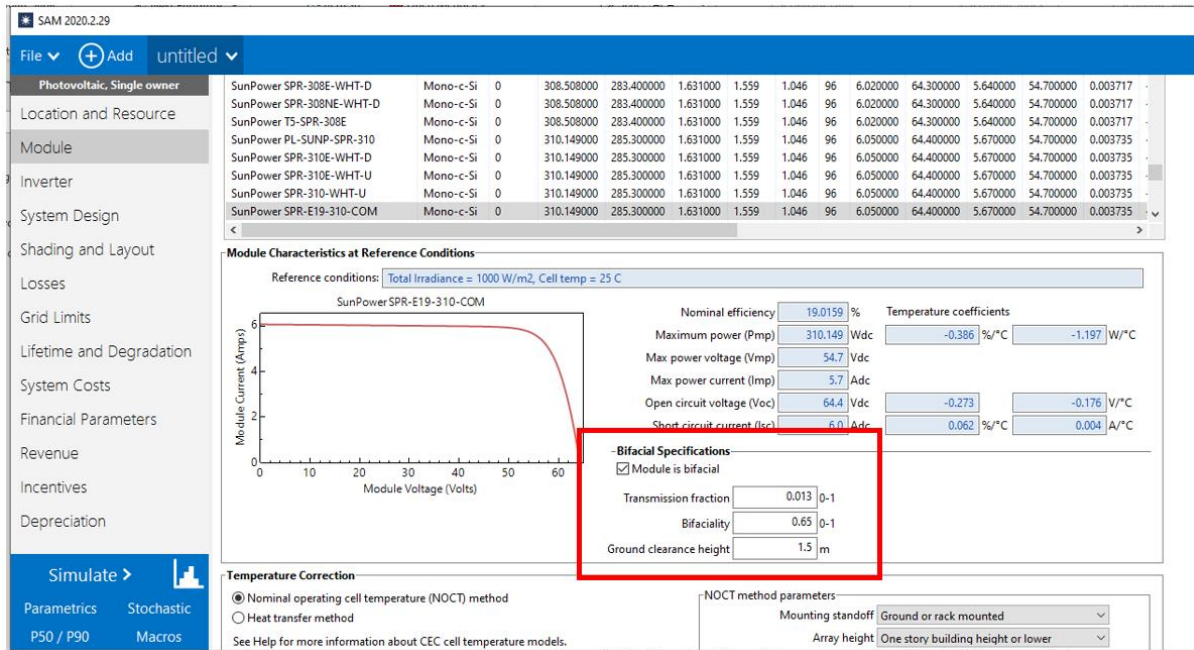 SAM 2020.2.29
File Add untitled
Photovoltaic, Single owner
Location and Resource
Module
Inverter
System Design
Shading and Layout
Losses
Grid Limits
Lifetime and Degradation
System Costs
Financial Parameters
Revenue
Incentives
Depreciation
Simulate >
Parametrics Stochastic
P50 / P90 Macros
SunPower SPR-308E-WHT-D Mono-c-Si 0 308.508000 283.400000 1.631000 1.559 1.046 96 6.020000 64.300000 5.640000 54.700000 0.003717
SunPower SPR-308NE-WHT-D Mono-c-Si 0 308.508000 283.400000 1.631000 1.559 1.046 96 6.020000 64.300000 5.640000 54.700000 0.003717
SunPower T5-SPR-308E Mono-c-Si 0 308.508000 283.400000 1.631000 1.559 1.046 96 6.020000 64.300000 5.640000 54.700000 0.003717
SunPower PL-SUNP-SPR-310 Mono-c-Si 0 310.149000 285.300000 1.631000 1.559 1.046 96 6.050000 64.400000 5.670000 54.700000 0.003735
SunPower SPR-310E-WHT-D Mono-c-Si 0 310.149000 285.300000 1.631000 1.559 1.046 96 6.050000 64.400000 5.670000 54.700000 0.003735
SunPower SPR-310E-WHT-U Mono-c-Si 0 310.149000 285.300000 1.631000 1.559 1.046 96 6.050000 64.400000 5.670000 54.700000 0.003735
SunPower SPR-310-WHT-U Mono-c-Si 0 310.149000 285.300000 1.631000 1.559 1.046 96 6.050000 64.400000 5.670000 54.700000 0.003735
SunPower SPR-E19-310-COM Mono-c-Si 0 310.149000 285.300000 1.631000 1.559 1.046 96 6.050000 64.400000 5.670000 54.700000 0.003735
Module Characteristics at Reference Conditions
Reference conditions: Total Irradiance = 1000 W/m2, Cell temp = 25 C
SunPower SPR-E19-310-COM
Module Current (Amps)
6
4
2
0
0 10 20 30 40 50 60
Module Voltage (Volts)
Nominal efficiency 19.0159 % Temperature coefficients
Maximum power (Pmp) 310.149 Wdc -0.386 %/°C -1.197 W/°C
Max power voltage (Vmp) 54.7 Vdc
Max power current (Imp) 5.7 Adc
Open circuit voltage (Voc) 64.4 Vdc -0.273 -0.176 V/°C
Short circuit current (Isc) 6.0 Adc 0.062 %/°C 0.004 A/°C
Bifacial Specifications
Module is bifacial
Transmission fraction 0.013 0-1
Bifaciality 0.65 0-1
Ground clearance height 1.5 m
Temperature Correction
Nominal operating cell temperature (NOCT) method
Heat transfer method
See Help for more information about CEC cell temperature models.
NOCT method parameters
Mounting standoff Ground or rack mounted
Array height One story building height or lower